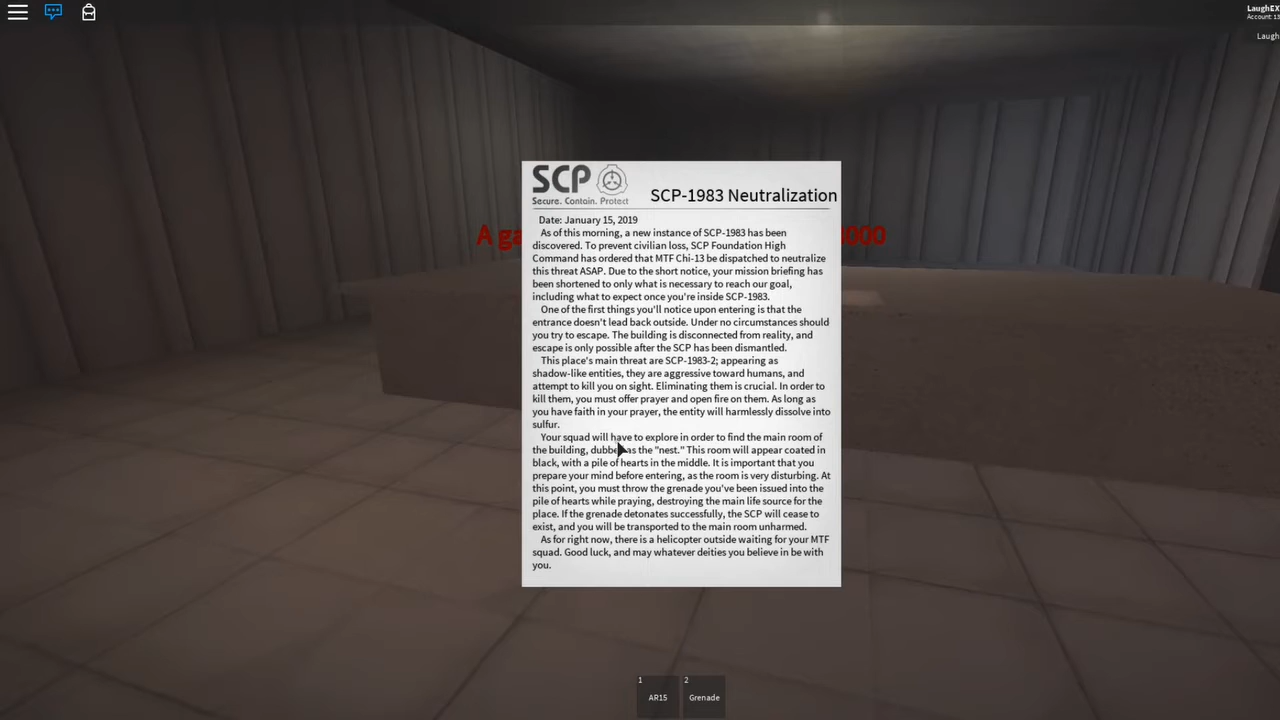 LaughEX
Account: 13
Laugh
SCP
Secure. Contain. Protect
SCP-1983 Neutralization
A ga
0000
Date: January 15, 2019
As of this morning, a new instance of SCP-1983 has been
discovered. To prevent civilian loss, SCP Foundation High
Command has ordered that MTF Chi-13 be dispatched to neutralize
this threat ASAP. Due to the short notice, your mission briefing has
been shortened to only what is necessary to reach our goal,
including what to expect once you're inside SCP-1983.
One of the first things you'll notice upon entering is that the
entrance doesn't lead back outside. Under no circumstances should
you try to escape. The building is disconnected from reality, and
escape is only possible after the SCP has been dismantled.
This place's main threat are SCP-1983-2; appearing as
shadow-like entities, they are aggressive toward humans, and
attempt to kill you on sight. Eliminating them is crucial. In order to
kill them, you must offer prayer and open fire on them. As long as
you have faith in your prayer, the entity will harmlessly dissolve into
sulfur.
Your squad will have to explore in order to find the main room of
the building, dubbed as the "nest." This room will appear coated in
black, with a pile of hearts in the middle. It is important that you
prepare your mind before entering, as the room is very disturbing. At
this point, you must throw the grenade you've been issued into the
pile of hearts while praying, destroying the main life source for the
place. If the grenade detonates successfully, the SCP will cease to
exist, and you will be transported to the main room unharmed.
As for right now, there is a helicopter outside waiting for your MTF
squad. Good luck, and may whatever deities you believe in be with
you.
1
AR15
2
Grenade